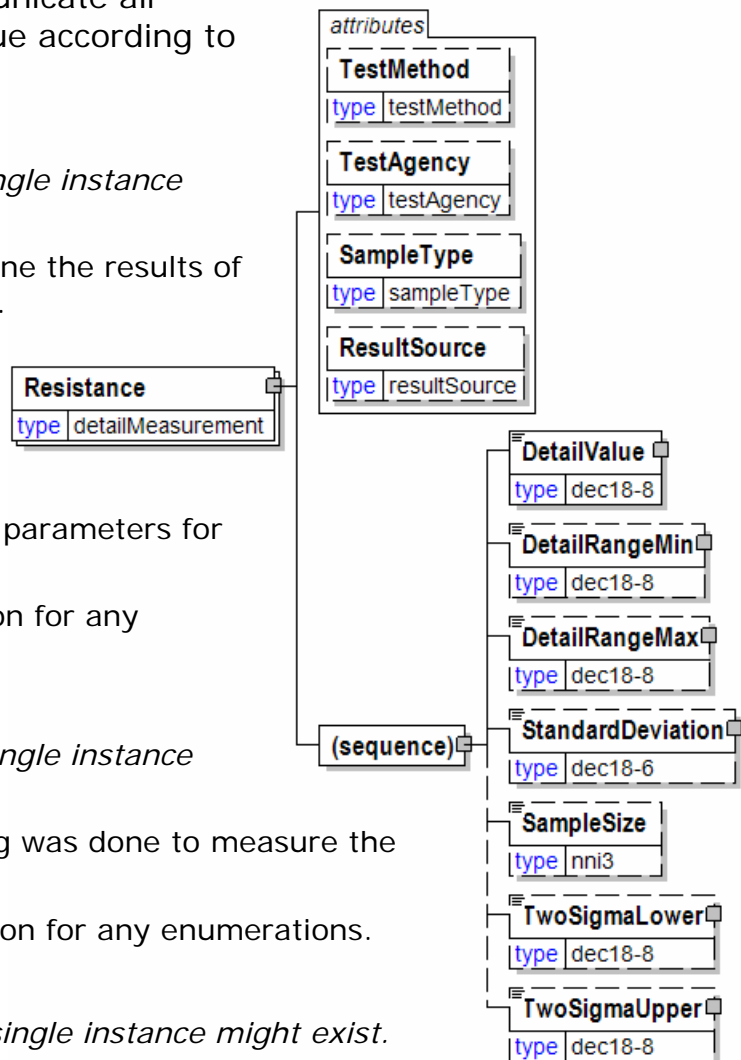 unicate all
ue according to
ngle instance
ne the results of
.
parameters for
on for any
ngle instance
g was done to measure the
on for any enumerations.
single instance might exist.
attributes
TestMethod
type testMethod
TestAgency
type testAgency
SampleType
type sampleType
ResultSource
type resultSource
Resistance
type detailMeasurement
(sequence)
DetailValue
type dec18-8
DetailRangeMin
type dec18-8
DetailRangeMax
type dec18-8
StandardDeviation
type dec18-6
SampleSize
type nni3
TwoSigmaLower
type dec18-8
TwoSigmaUpper
type dec18-8